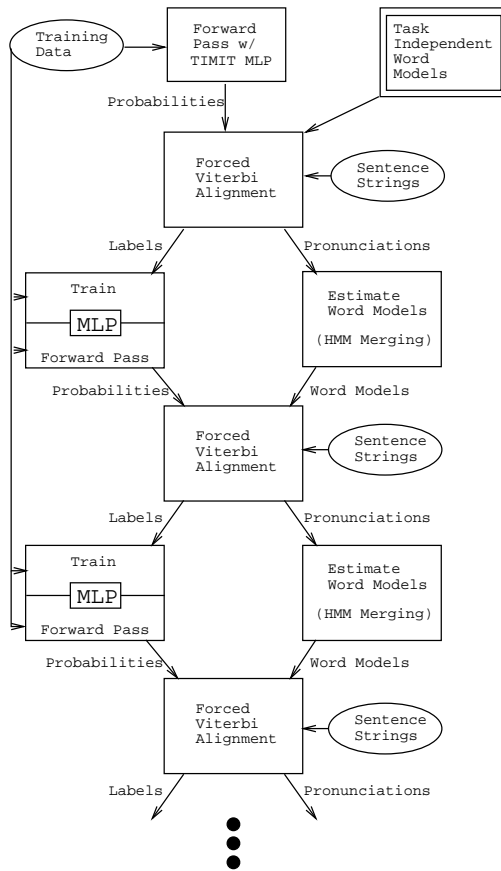 Training
Data
Forward
Pass w/
TIMIT MLP
Task
Independent
Word
Models
Probabilities
Forced
Viterbi
Alignment
Sentence
Strings
Labels
Pronunciations
Train
MLP
Forward Pass
Estimate
Word Models
(HMM Merging)
Probabilities
Word Models
Forced
Viterbi
Alignment
Sentence
Strings
Labels
Pronunciations
Train
MLP
Forward Pass
Estimate
Word Models
(HMM Merging)
Probabilities
Word Models
Forced
Viterbi
Alignment
Sentence
Strings
Labels
Pronunciations